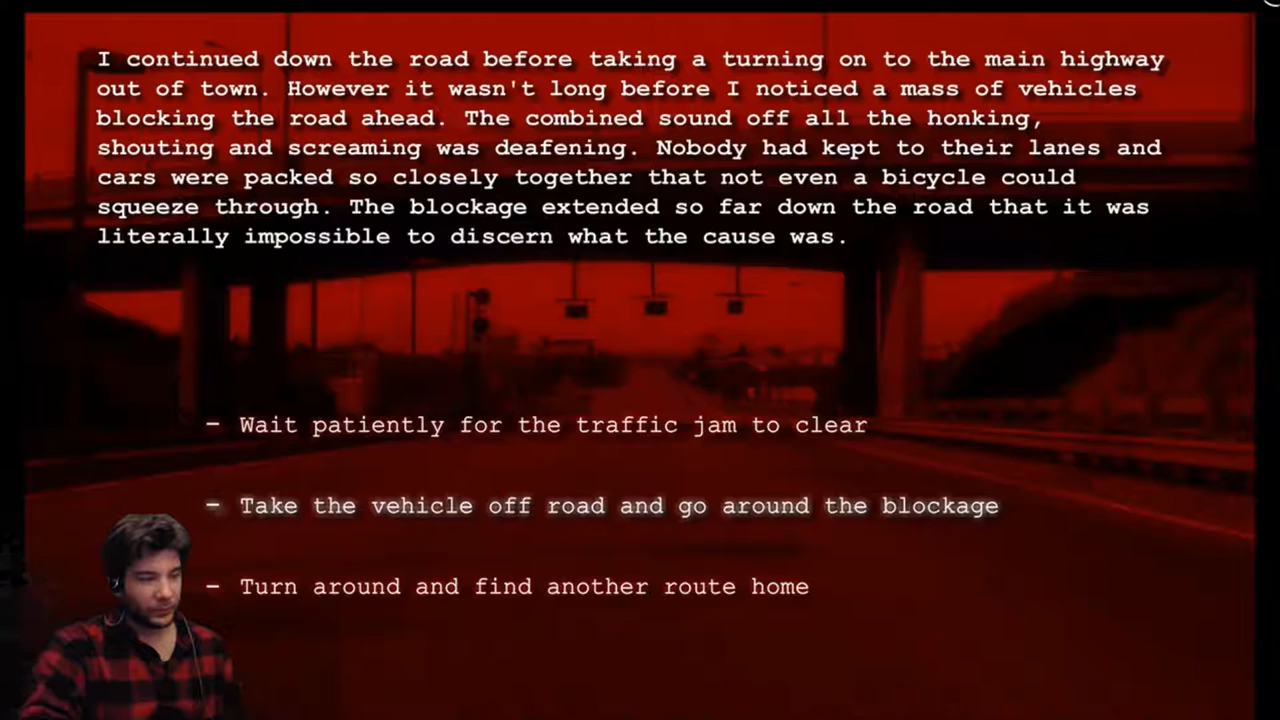 I continued down the road before taking a turning on to the main highway
out of town. However it wasn't long before I noticed a mass of vehicles
blocking the road ahead. The combined sound off all the honking,
shouting and screaming was deafening. Nobody had kept to their lanes and
cars were packed so closely together that not even a bicycle could
squeeze through. The blockage extended so far down the road that it was
literally impossible to discern what the cause was.
- Wait patiently for the traffic jam to clear
- Take the vehicle off road and go around the blockage
- Turn around and find another route home